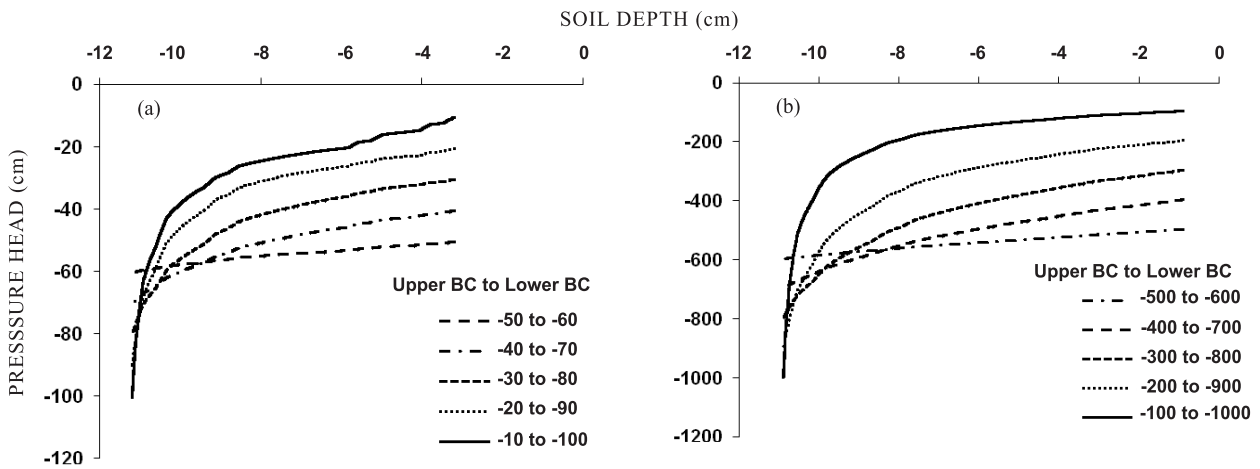 SOIL DEPTH (cm)
-12 -10 -8 -6 -4 -2 0
-12 -10 -8 -6 -4 -2 0
PRESSSURE HEAD (cm)
0
-20
-40
-60
-80
-100
-120
(a)
Upper BC to Lower BC
-50 to -60
-40 to -70
-30 to -80
-20 to -90
-10 to -100
0
-200
-400
-600
-800
-1000
-1200
(b)
Upper BC to Lower BC
-500 to -600
-400 to -700
-300 to -800
-200 to -900
-100 to -1000